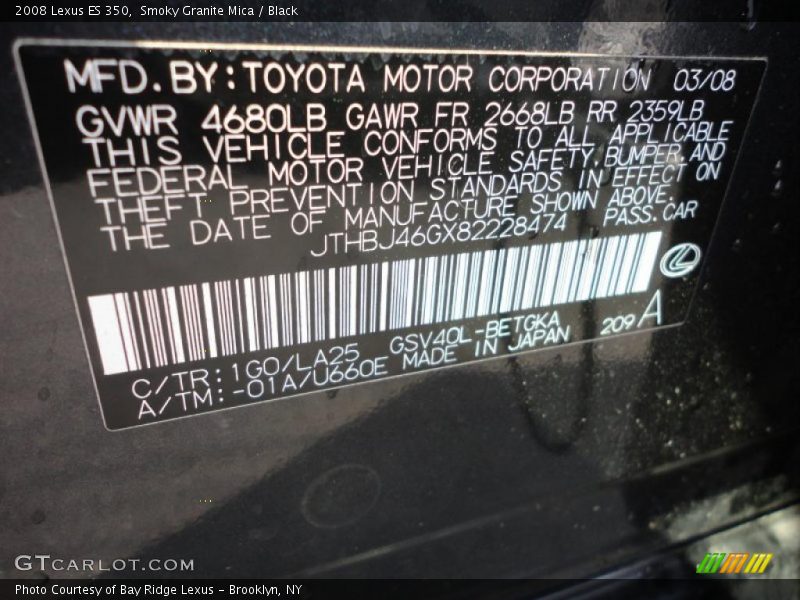 2008 Lexus ES 350, Smoky Granite Mica / Black
MFD.BY:TOYOTA MOTOR CORPORATION 03/08
GVWR 4680LB GAWR FR 2668LB RR 2359LB
THIS VEHICLE CONFORMS TO ALL APPLICABLE
FEDERAL MOTOR VEHICLE SAFETY,BUMPER,AND
THEFT PREVENTION STANDARDS IN EFFECT ON
THE DATE OF MANUFACTURE SHOWN ABOVE.
JTHBJ46GX82228474 PASS.CAR
C/TR:1G0/LA25 GSV40L-BETGKA 209 A
A/TM:-01A/U660E MADE IN JAPAN
GTCARLOT.COM
Photo Courtesy of Bay Ridge Lexus - Brooklyn, NY